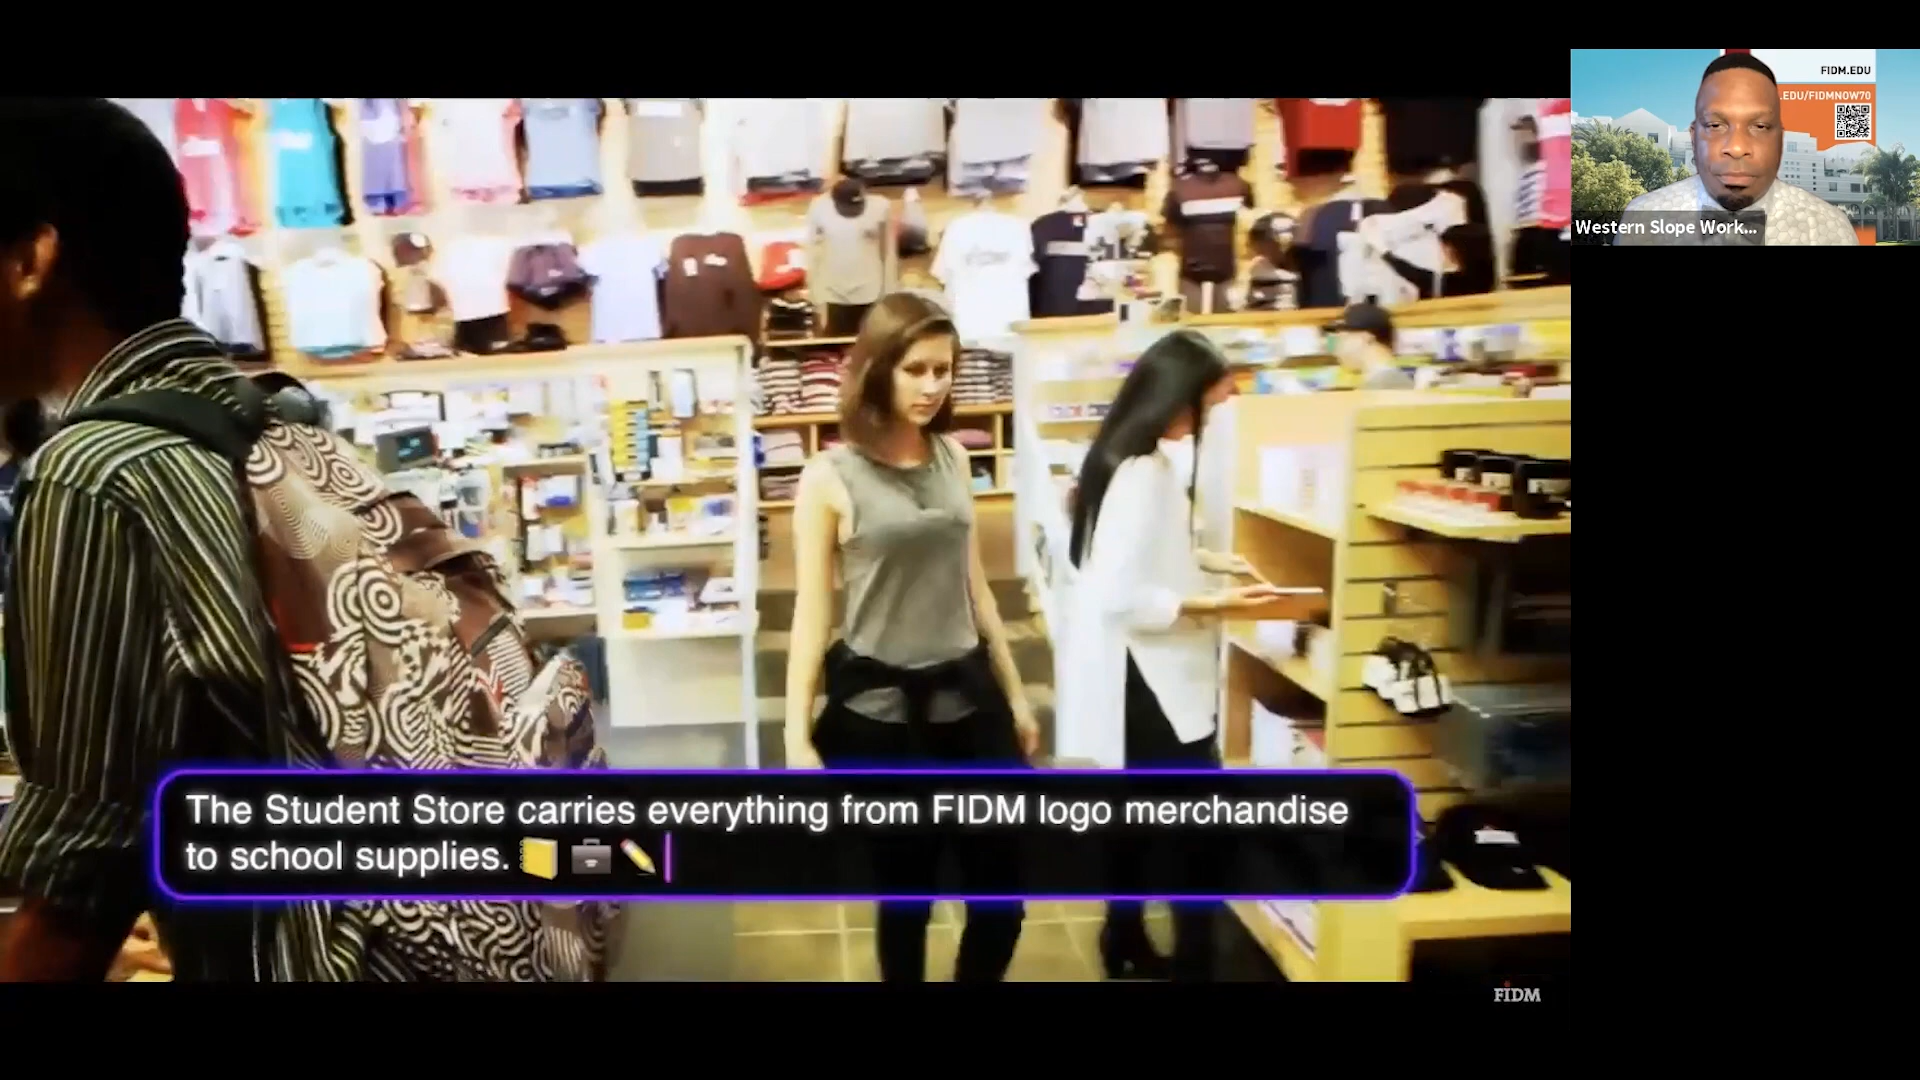 FIDM.EDU
.EDU/FIDMNOW70
Western Slope Work...
The Student Store carries everything from FIDM logo merchandise
to school supplies.
FIDM